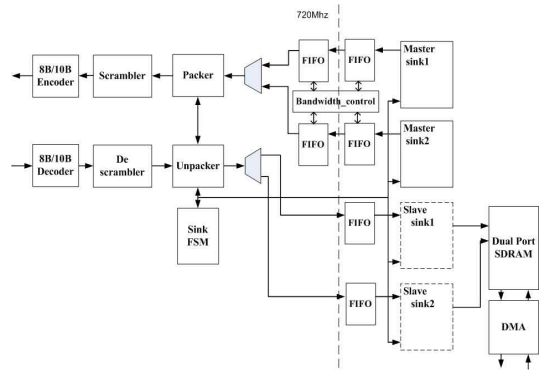 720Mhz
8B/10B
Encoder
Scrambler
Packer
FIFO
FIFO
Master
sink1
Bandwidth_control
FIFO
FIFO
Master
sink2
8B/10B
Decoder
De
scrambler
Unpacker
Sink
FSM
FIFO
Slave
sink1
FIFO
Slave
sink2
Dual Port
SDRAM
DMA